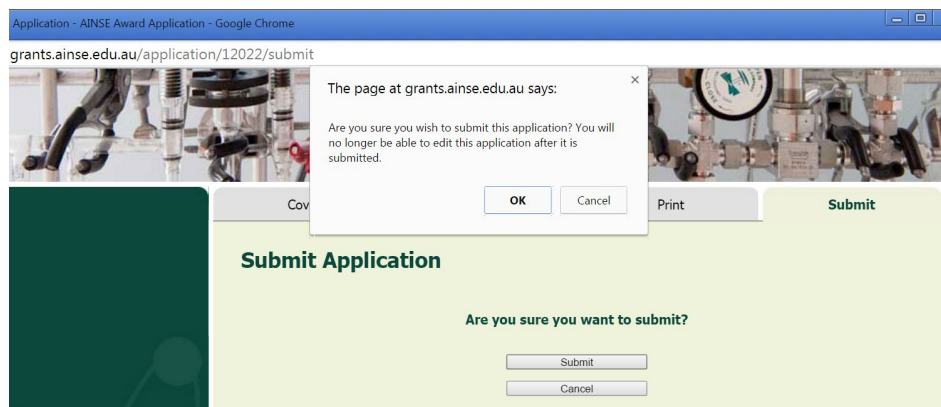 Application - AINSE Award Application - Google Chrome
grants.ainse.edu.au/application/12022/submit
The page at grants.ainse.edu.au says:
Are you sure you wish to submit this application? You will
no longer be able to edit this application after it is
submitted.
OK Cancel
Cov Print Submit
Submit Application
Are you sure you want to submit?
Submit
Cancel